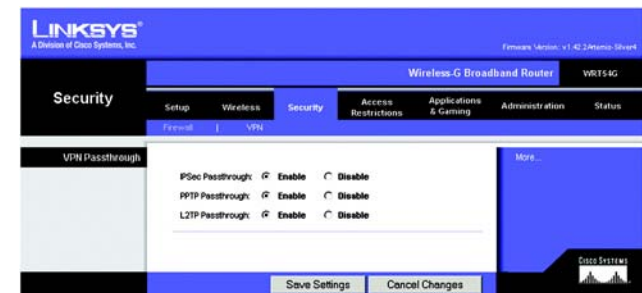 LINKSYS®
A Division of Cisco Systems, Inc.
Firmware Version: v1.42.2
Wireless-G Broadband Router WRT54G
Security
Setup Wireless Security Access Restrictions Applications & Gaming Administration Status
Firewall | VPN
VPN Passthrough
More...
IPSec Passthrough: Enable Disable
PPTP Passthrough: Enable Disable
L2TP Passthrough: Enable Disable
CISCO SYSTEMS
Save Settings Cancel Changes